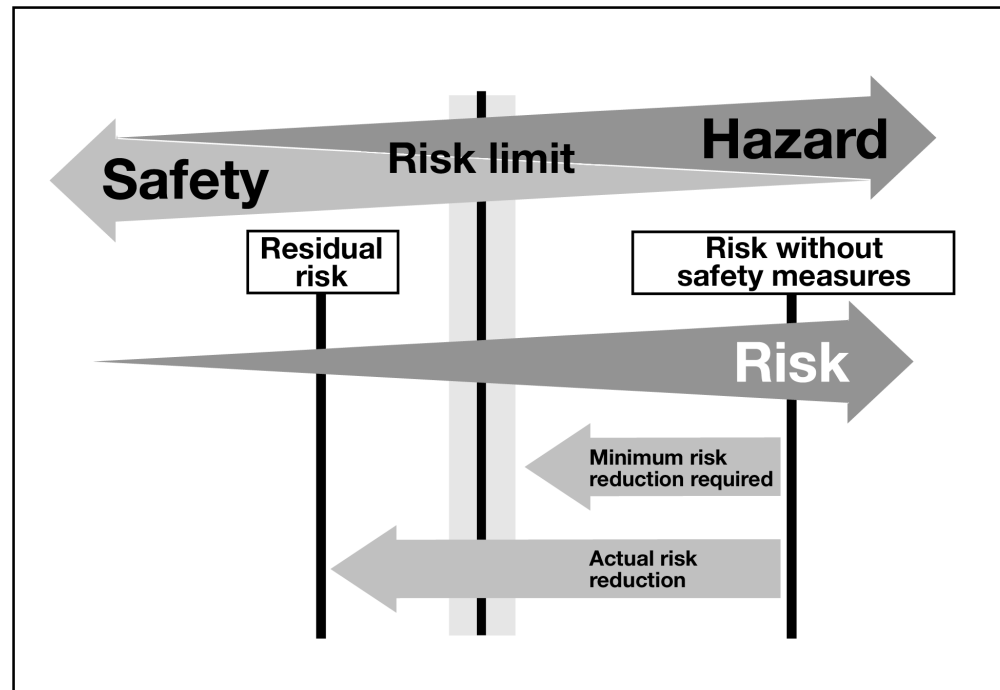 Hazard
Risk limit
Safety
Residual
risk
Risk without
safety measures
Risk
Minimum risk
reduction required
Actual risk
reduction